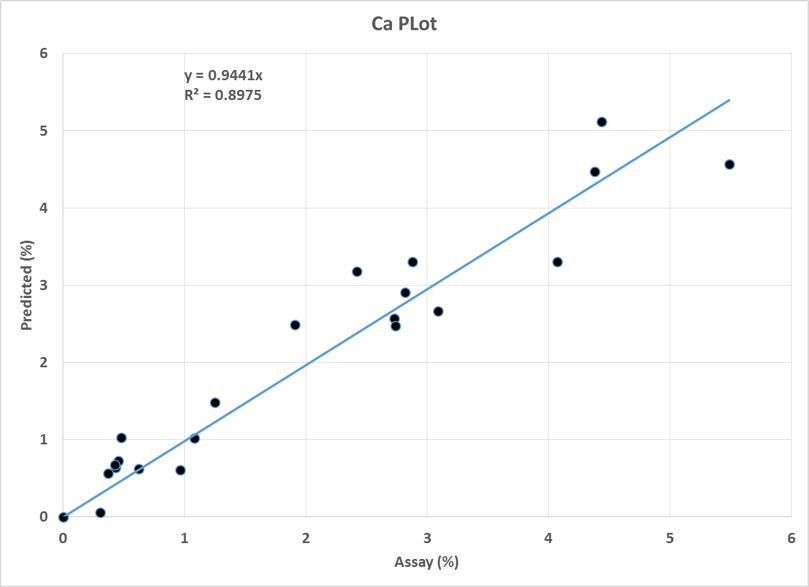 Ca PLot
y = 0.9441x
R² = 0.8975
6
5
4
3
2
1
0
Predicted (%)
0 1 2 3 4 5 6
Assay (%)